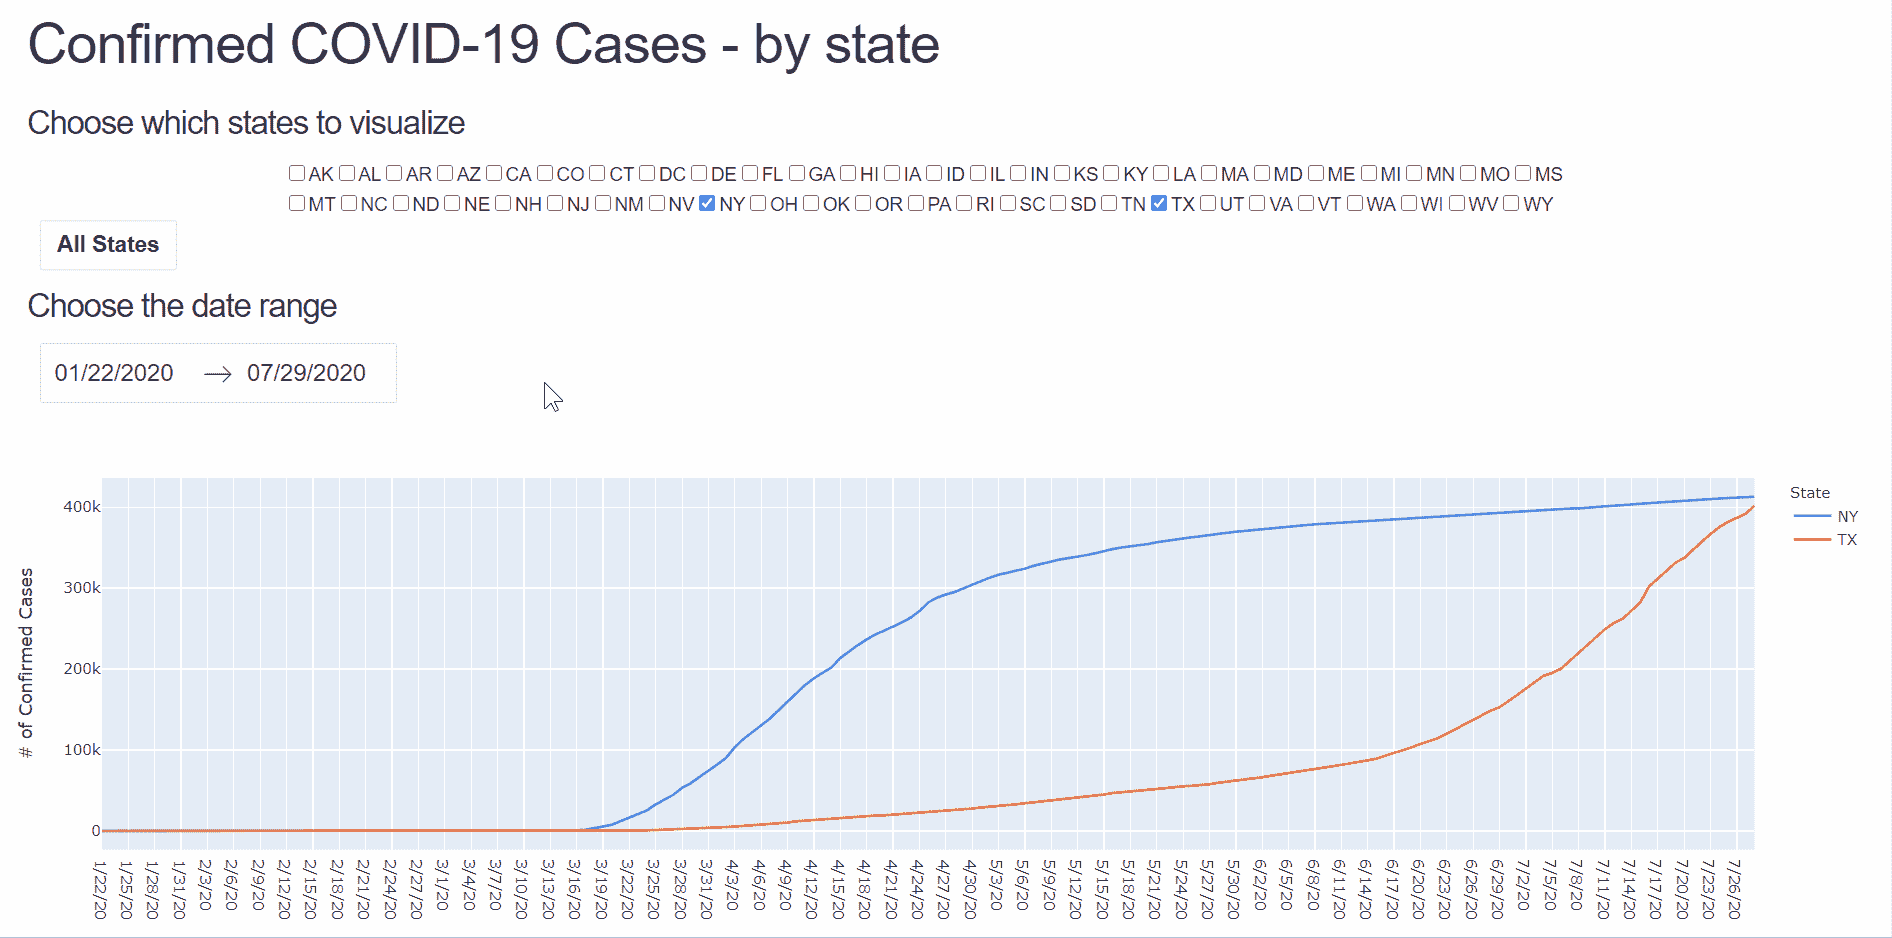 Confirmed COVID-19 Cases - by state
Choose which states to visualize
AK AL AR AZ CA CO CT DC DE FL GA HI IA ID IL IN KS KY LA MA MD ME MI MN MO MS
MT NC ND NE NH NJ NM NV NY OH OK OR PA RI SC SD TN TX UT VA VT WA WI WV WY
All States
Choose the date range
01/22/2020 → 07/29/2020
State
NY
TX
# of Confirmed Cases
400k
300k
200k
100k
0
1/22/20 1/25/20 1/28/20 1/31/20 2/3/20 2/6/20 2/9/20 2/12/20 2/15/20 2/18/20 2/21/20 2/24/20 2/27/20 3/1/20 3/4/20 3/7/20 3/10/20 3/13/20 3/16/20 3/19/20 3/22/20 3/25/20 3/28/20 3/31/20 4/3/20 4/6/20 4/9/20 4/12/20 4/15/20 4/18/20 4/21/20 4/24/20 4/27/20 4/30/20 5/3/20 5/6/20 5/9/20 5/12/20 5/15/20 5/18/20 5/21/20 5/24/20 5/27/20 5/30/20 6/2/20 6/5/20 6/8/20 6/11/20 6/14/20 6/17/20 6/20/20 6/23/20 6/26/20 6/29/20 7/2/20 7/5/20 7/8/20 7/11/20 7/14/20 7/17/20 7/20/20 7/23/20 7/26/20